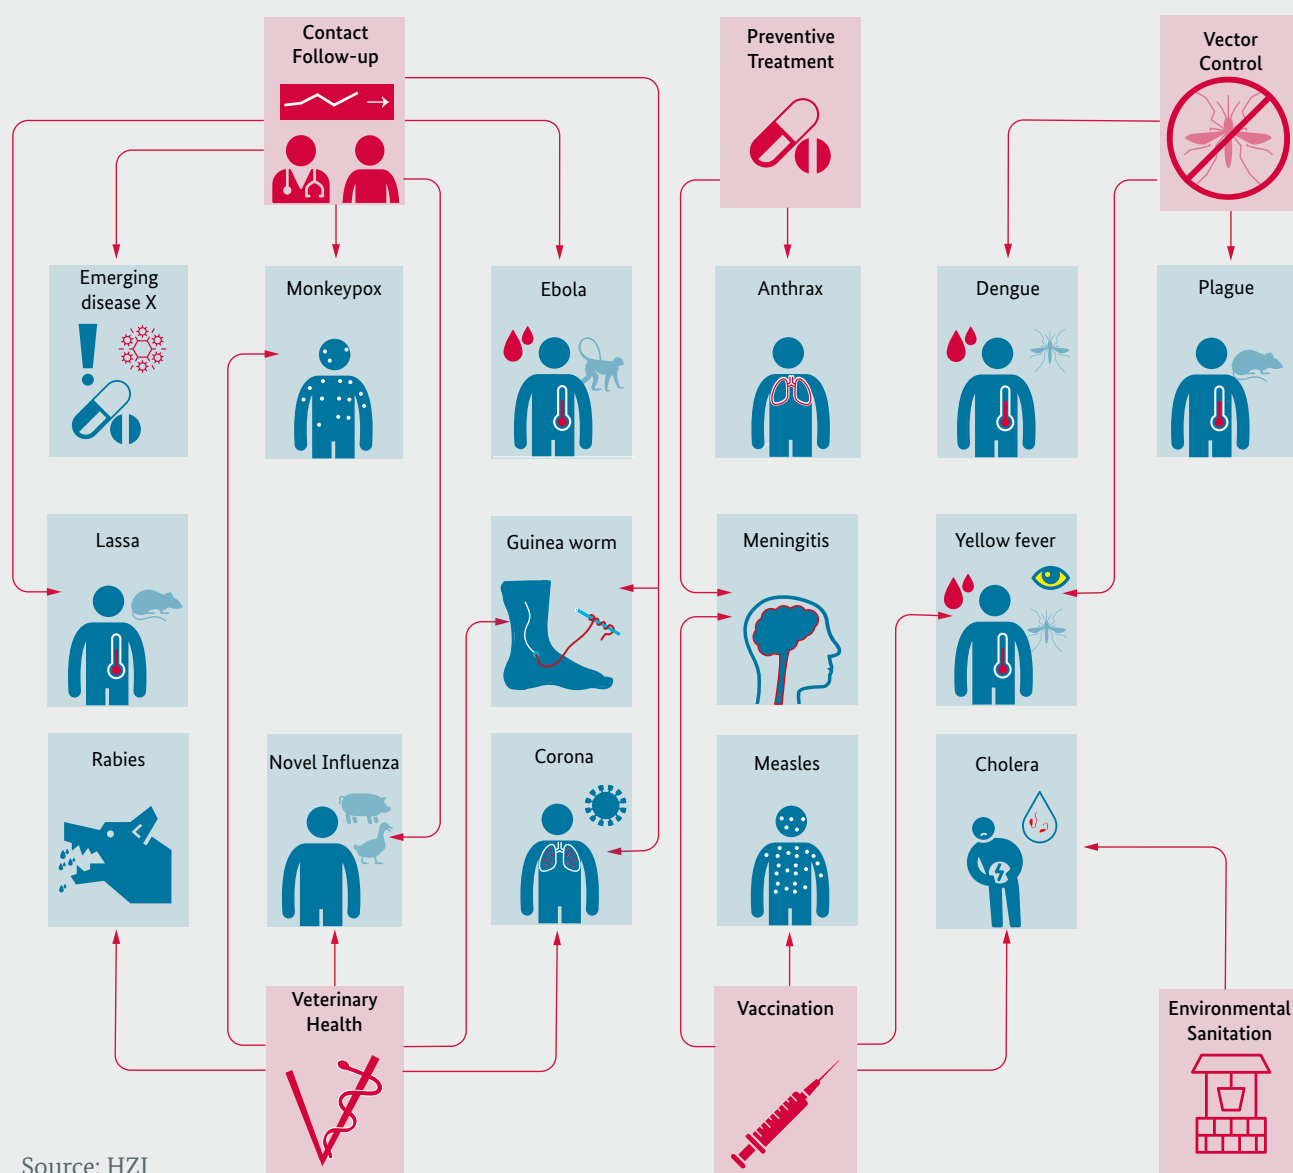 Contact
Follow-up
Preventive
Treatment
Vector
Control
Emerging
disease X
Monkeypox
Ebola
Anthrax
Dengue
Plague
Lassa
Guinea worm
Meningitis
Yellow fever
Rabies
Novel Influenza
Corona
Measles
Cholera
Veterinary
Health
Vaccination
Environmental
Sanitation
Source: HZI